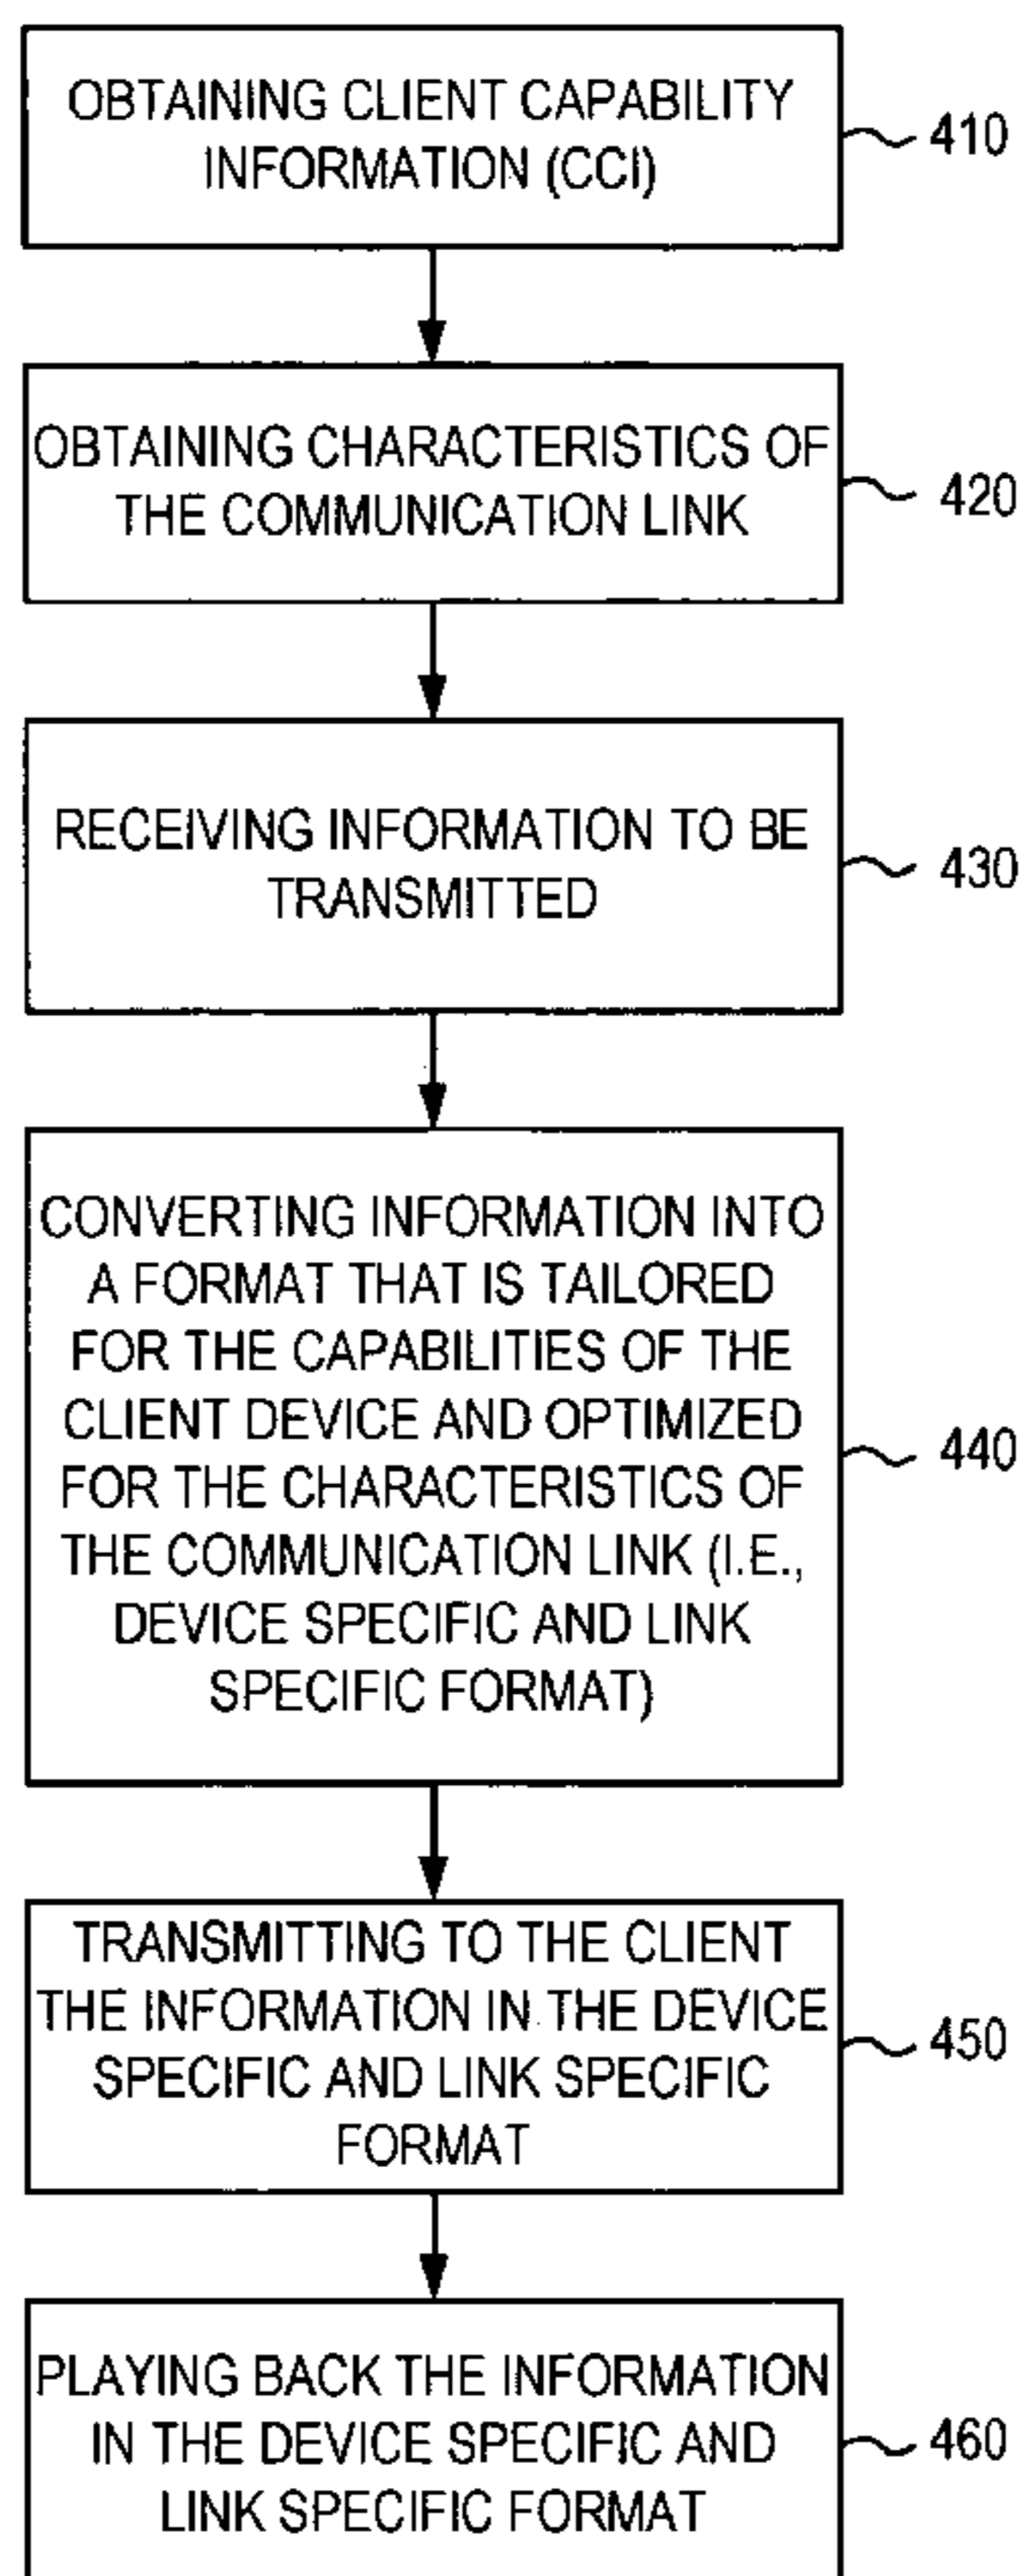 OBTAINING CLIENT CAPABILITY
INFORMATION (CCI)
410
OBTAINING CHARACTERISTICS OF
THE COMMUNICATION LINK
420
RECEIVING INFORMATION TO BE
TRANSMITTED
430
CONVERTING INFORMATION INTO
A FORMAT THAT IS TAILORED
FOR THE CAPABILITIES OF THE
CLIENT DEVICE AND OPTIMIZED
FOR THE CHARACTERISTICS OF
THE COMMUNICATION LINK (I.E.,
DEVICE SPECIFIC AND LINK
SPECIFIC FORMAT)
440
TRANSMITTING TO THE CLIENT
THE INFORMATION IN THE DEVICE
SPECIFIC AND LINK SPECIFIC
FORMAT
450
PLAYING BACK THE INFORMATION
IN THE DEVICE SPECIFIC AND
LINK SPECIFIC FORMAT
460